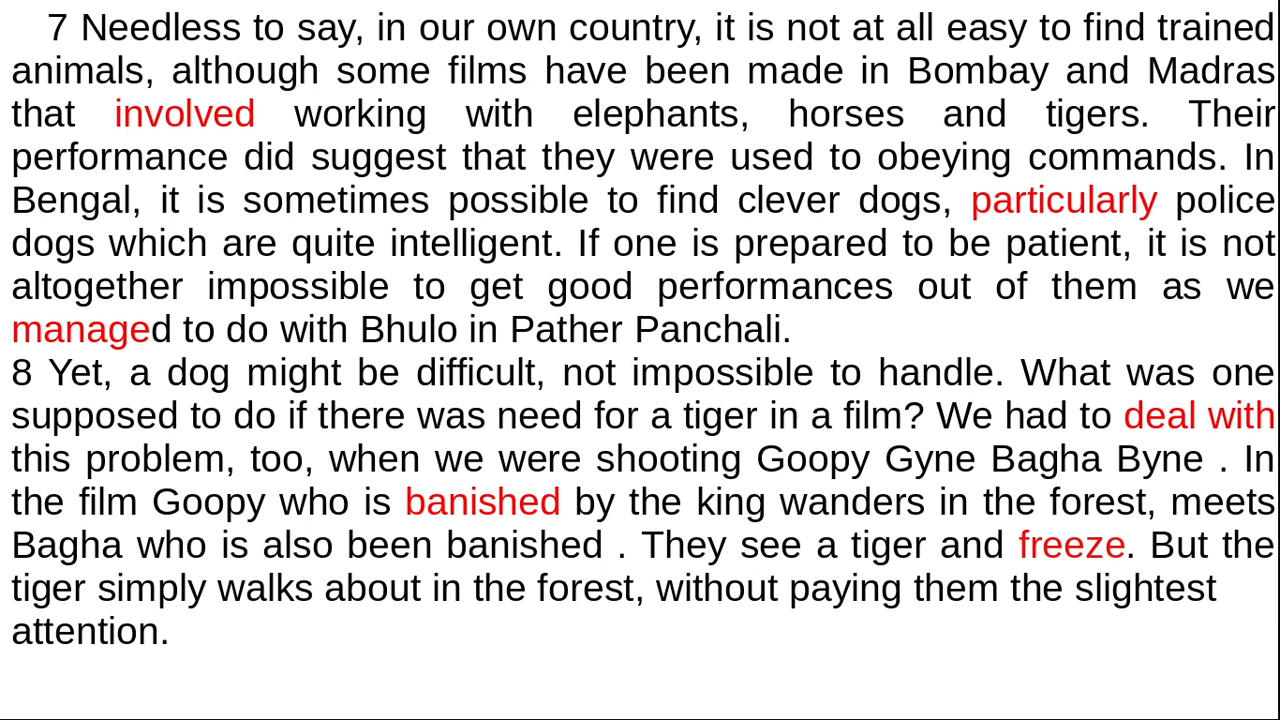 7 Needless to say, in our own country, it is not at all easy to find trained
animals, although some films have been made in Bombay and Madras
that involved working with elephants, horses and tigers. Their
performance did suggest that they were used to obeying commands. In
Bengal, it is sometimes possible to find clever dogs, particularly police
dogs which are quite intelligent. If one is prepared to be patient, it is not
altogether impossible to get good performances out of them as we
managed to do with Bhulo in Pather Panchali.
8 Yet, a dog might be difficult, not impossible to handle. What was one
supposed to do if there was need for a tiger in a film? We had to deal with
this problem, too, when we were shooting Goopy Gyne Bagha Byne . In
the film Goopy who is banished by the king wanders in the forest, meets
Bagha who is also been banished . They see a tiger and freeze. But the
tiger simply walks about in the forest, without paying them the slightest
attention.